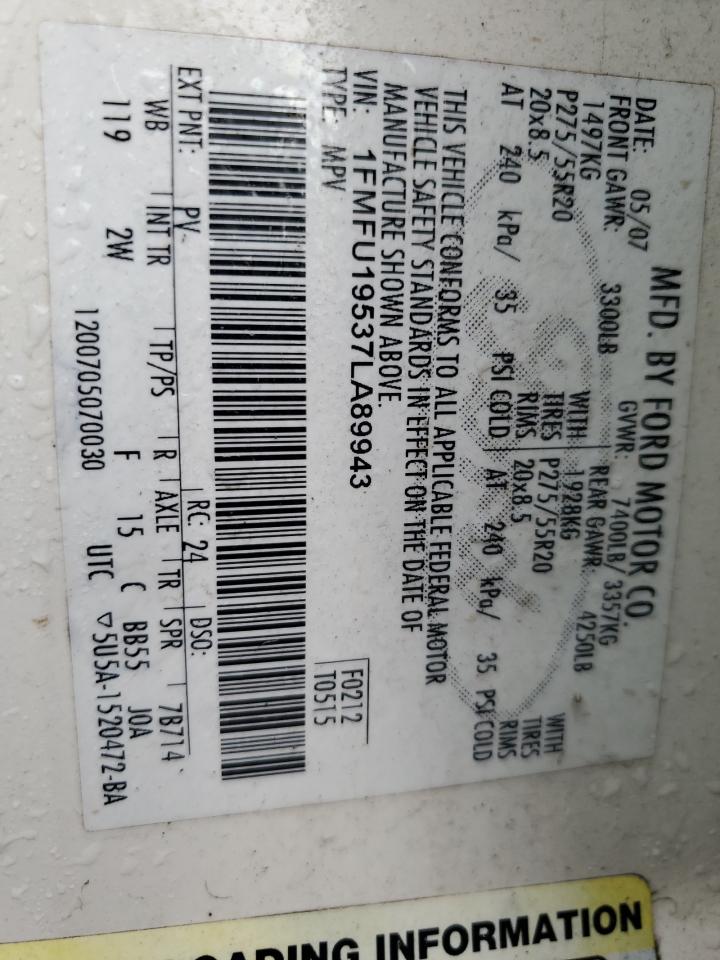 MFD. BY FORD MOTOR CO.
DATE: 05/07 GVWR: 7400LB/ 3357KG
FRONT GAWR: 3300LB REAR GAWR: 4250LB
1497KG WITH 1928KG WITH
P275/55R20 TIRES P275/55R20 TIRES
20x8.5 RIMS 20x8.5 RIMS
AT 240 kPa/ 35 PSI COLD AT 240 kPa/ 35 PSI COLD
THIS VEHICLE CONFORMS TO ALL APPLICABLE FEDERAL MOTOR
VEHICLE SAFETY STANDARDS IN EFFECT ON THE DATE OF
MANUFACTURE SHOWN ABOVE.
VIN: 1FMFU19537LA89943
TYPE: MPV
F0212
T0515
EXT PNT: PV RC: 24 DSO:
WB INT TR TP/PS R AXLE TR SPR 7B714
119 2W F 15 C BB55 JOA
UTC ▽5U5A-1520472-BA
1200705070030
LOADING INFORMATION